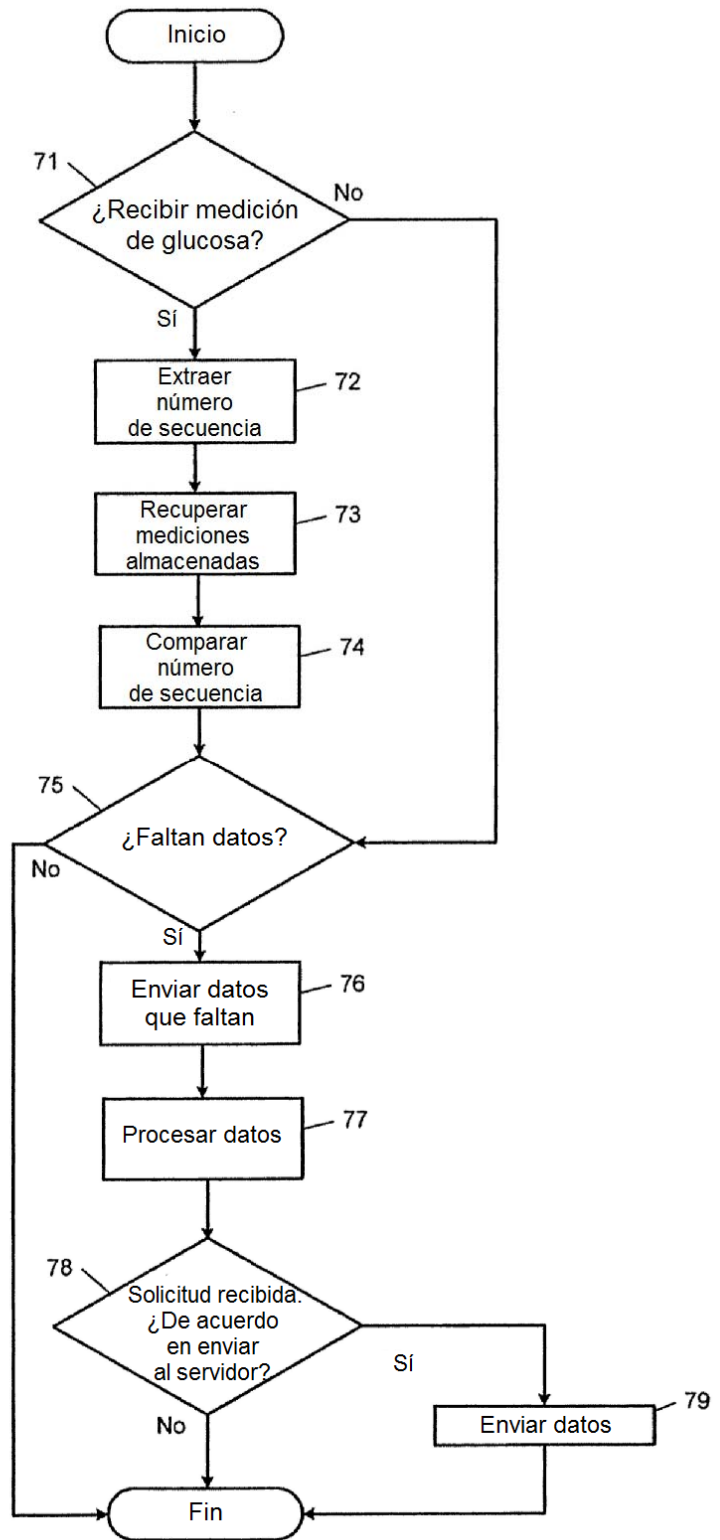 Inicio
71
¿Recibir medición
de glucosa?
No
Sí
Extraer
número
de secuencia
72
Recuperar
mediciones
almacenadas
73
Comparar
número
de secuencia
74
75
¿Faltan datos?
No
Sí
Enviar datos
que faltan
76
Procesar datos
77
78
Solicitud recibida.
¿De acuerdo
en enviar
al servidor?
Sí
No
Enviar datos
79
Fin